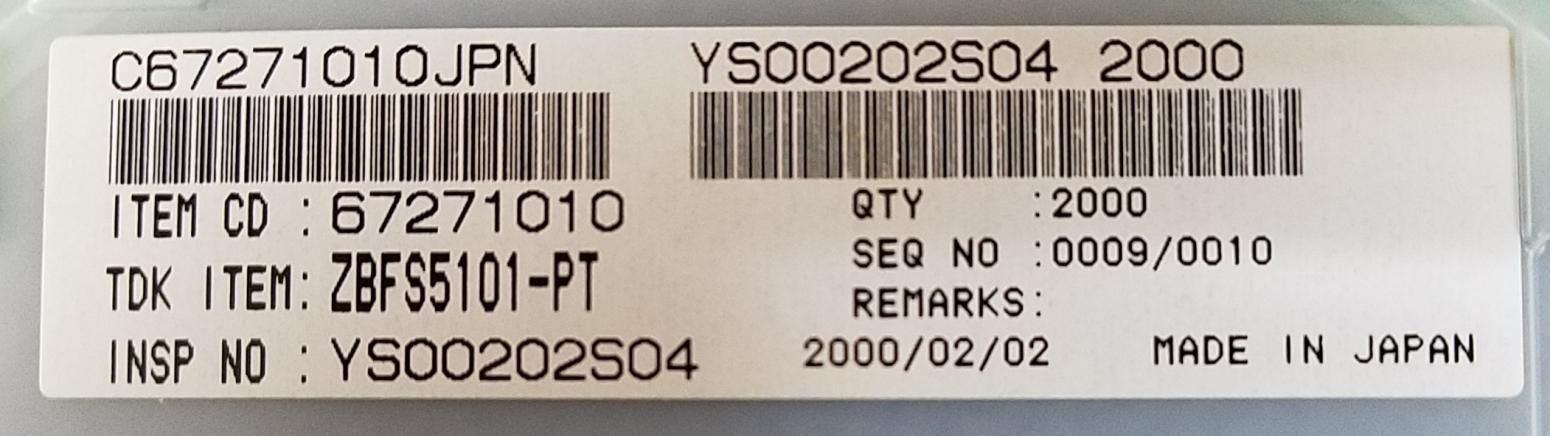 C67271010JPN YS00202S04 2000
ITEM CD : 67271010
QTY :2000
TDK ITEM: ZBFS5101-PT
SEQ NO :0009/0010
REMARKS:
INSP NO : YS00202S04
2000/02/02 MADE IN JAPAN